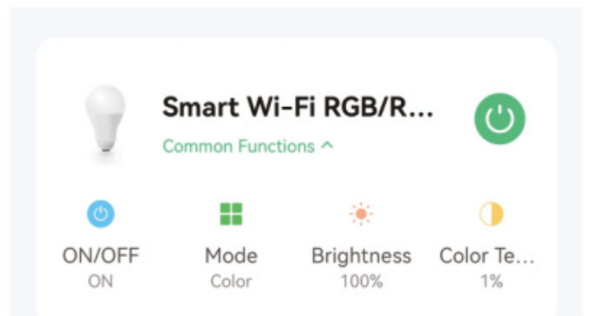 Smart Wi-Fi RGB/R...
Common Functions
ON/OFF Mode Brightness Color Te...
ON Color 100% 1%